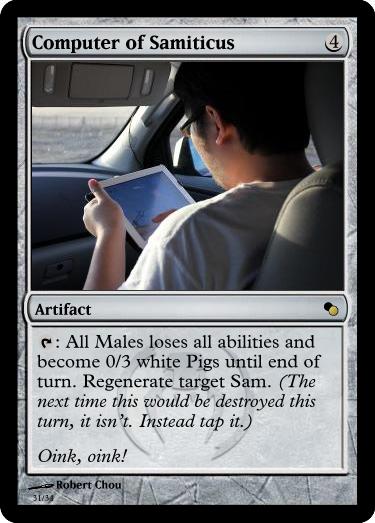 Computer of Samiticus 4
Artifact
: All Males loses all abilities and
become 0/3 white Pigs until end of
turn. Regenerate target Sam. (The
next time this would be destroyed this
turn, it isn't. Instead tap it.)
Oink, oink!
Robert Chou
31/34